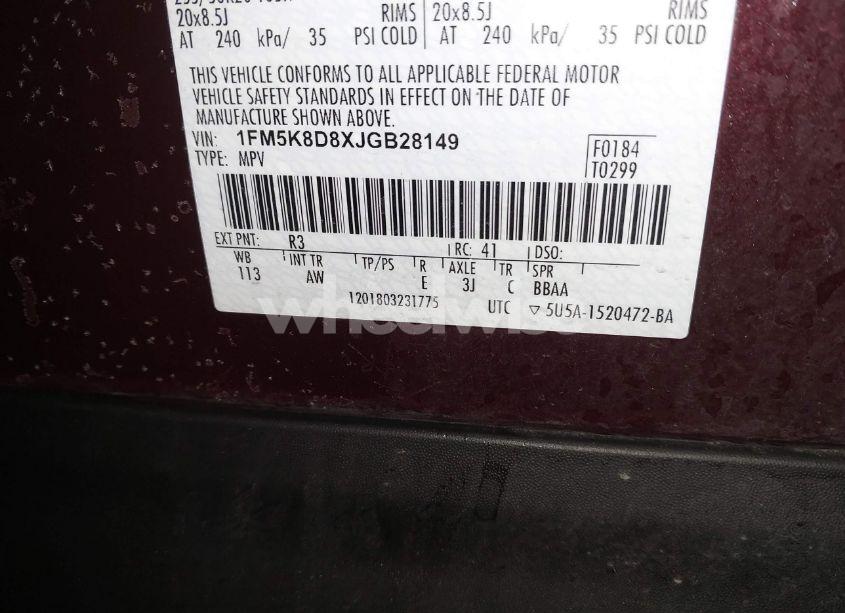 20x8.5J RIMS 20x8.5J RIMS
AT 240 kPa/ 35 PSI COLD AT 240 kPa/ 35 PSI COLD
THIS VEHICLE CONFORMS TO ALL APPLICABLE FEDERAL MOTOR
VEHICLE SAFETY STANDARDS IN EFFECT ON THE DATE OF
MANUFACTURE SHOWN ABOVE.
VIN: 1FM5K8D8XJGB28149
TYPE: MPV
F0184
T0299
EXT PNT: R3 RC: 41 DSO:
WB INT TR TP/PS R AXLE TR SPR
113 AW E 3J C BBAA
1201803231775 UTC ▽ 5U5A-1520472-BA